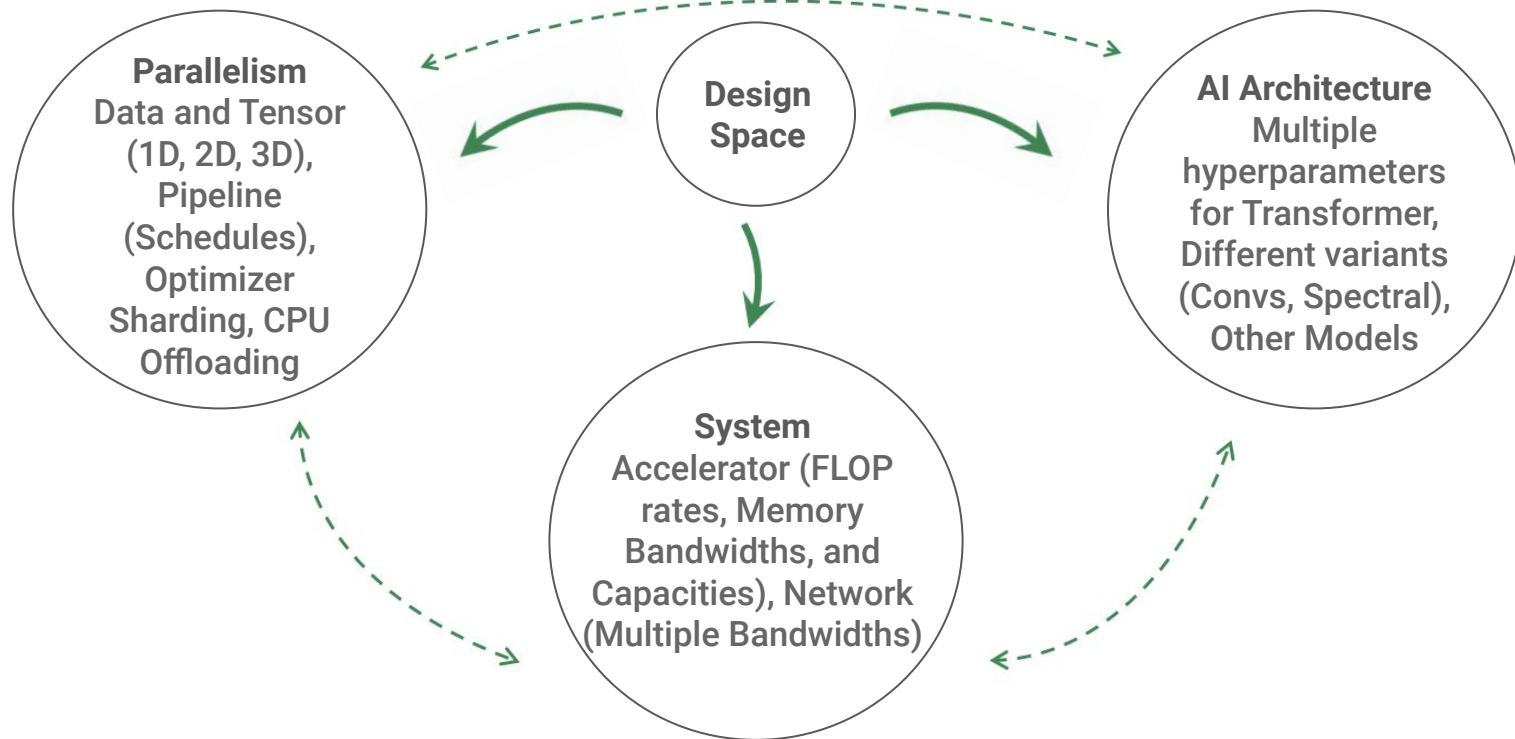 Parallelism
Data and Tensor
(1D, 2D, 3D),
Pipeline
(Schedules),
Optimizer
Sharding, CPU
Offloading
Design
Space
AI Architecture
Multiple
hyperparameters
for Transformer,
Different variants
(Convs, Spectral),
Other Models
System
Accelerator (FLOP
rates, Memory
Bandwidths, and
Capacities), Network
(Multiple Bandwidths)